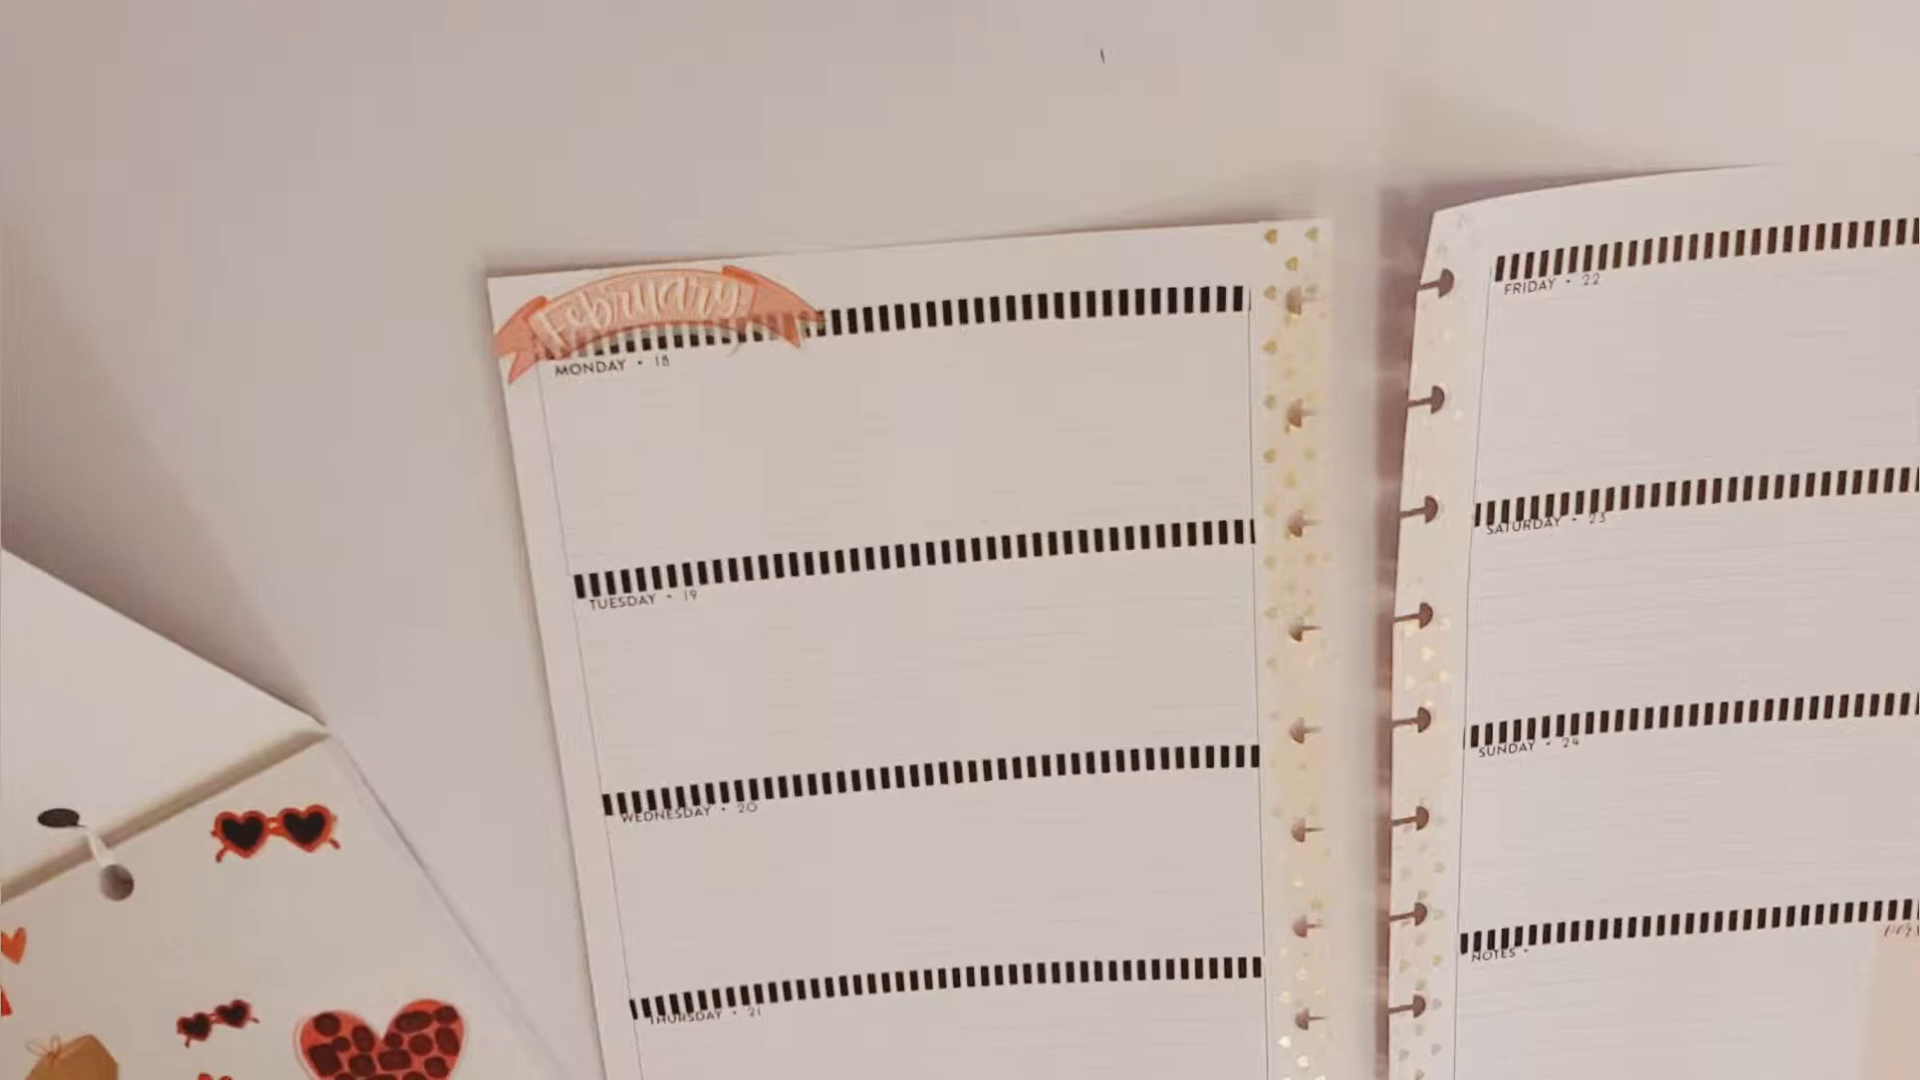 February
MONDAY • 18
TUESDAY • 19
WEDNESDAY • 20
THURSDAY • 21
FRIDAY • 22
SATURDAY • 23
SUNDAY • 24
NOTES •